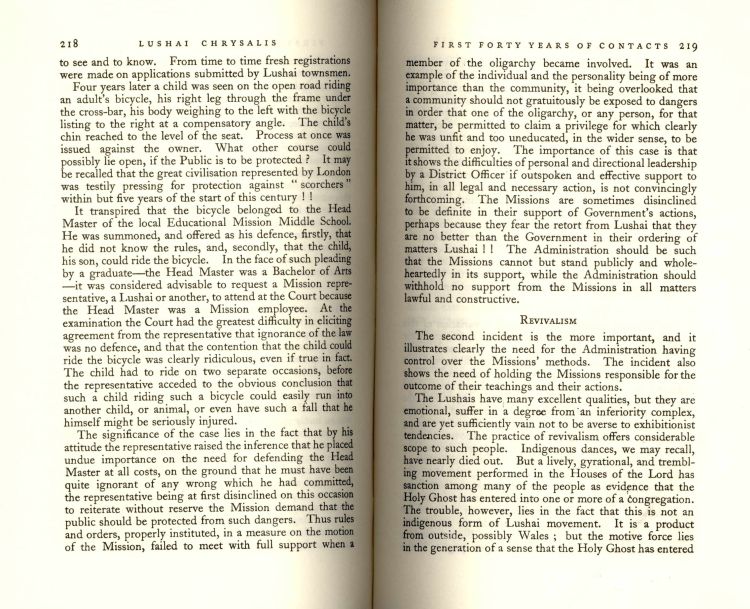 218 LUSHAI CHRYSALIS
to see and to know. From time to time fresh registrations
were made on applications submitted by Lushai townsmen.
Four years later a child was seen on the open road riding
an adult's bicycle, his right leg through the frame under
the cross-bar, his body weighing to the left with the bicycle
listing to the right at a compensatory angle. The child's
chin reached to the level of the seat. Process at once was
issued against the owner. What other course could
possibly lie open, if the Public is to be protected ? It may
be recalled that the great civilisation represented by London
was testily pressing for protection against " scorchers "
within but five years of the start of this century ! !
It transpired that the bicycle belonged to the Head
Master of the local Educational Mission Middle School.
He was summoned, and offered as his defence, firstly, that
he did not know the rules, and, secondly, that the child,
his son, could ride the bicycle. In the face of such pleading
by a graduate—the Head Master was a Bachelor of Arts
—it was considered advisable to request a Mission repre-
sentative, a Lushai or another, to attend at the Court because
the Head Master was a Mission employee. At the
examination the Court had the greatest difficulty in eliciting
agreement from the representative that ignorance of the law
was no defence, and that the contention that the child could
ride the bicycle was clearly ridiculous, even if true in fact.
The child had to ride on two separate occasions, before
the representative acceded to the obvious conclusion that
such a child riding such a bicycle could easily run into
another child, or animal, or even have such a fall that he
himself might be seriously injured.
The significance of the case lies in the fact that by his
attitude the representative raised the inference that he placed
undue importance on the need for defending the Head
Master at all costs, on the ground that he must have been
quite ignorant of any wrong which he had committed,
the representative being at first disinclined on this occasion
to reiterate without reserve the Mission demand that the
public should be protected from such dangers. Thus rules
and orders, properly instituted, in a measure on the motion
of the Mission, failed to meet with full support when a
FIRST FORTY YEARS OF CONTACTS 219
member of the oligarchy became involved. It was an
example of the individual and the personality being of more
importance than the community, it being overlooked that
a community should not gratuitously be exposed to dangers
in order that one of the oligarchy, or any person, for that
matter, be permitted to claim a privilege for which clearly
he was unfit and too uneducated, in the wider sense, to be
permitted to enjoy. The importance of this case is that
it shows the difficulties of personal and directional leadership
by a District Officer if outspoken and effective support to
him, in all legal and necessary action, is not convincingly
forthcoming. The Missions are sometimes disinclined
to be definite in their support of Government's actions,
perhaps because they fear the retort from Lushai that they
are no better than the Government in their ordering of
matters Lushai ! ! The Administration should be such
that the Missions cannot but stand publicly and whole-
heartedly in its support, while the Administration should
withhold no support from the Missions in all matters
lawful and constructive.
REVIVALISM
The second incident is the more important, and it
illustrates clearly the need for the Administration having
control over the Missions' methods. The incident also
shows the need of holding the Missions responsible for the
outcome of their teachings and their actions.
The Lushais have many excellent qualities, but they are
emotional, suffer in a degree from an inferiority complex,
and are yet sufficiently vain not to be averse to exhibitionist
tendencies. The practice of revivalism offers considerable
scope to such people. Indigenous dances, we may recall,
have nearly died out. But a lively, gyrational, and trembl-
ing movement performed in the Houses of the Lord has
sanction among many of the people as evidence that the
Holy Ghost has entered into one or more of a congregation.
The trouble, however, lies in the fact that this is not an
indigenous form of Lushai movement. It is a product
from outside, possibly Wales ; but the motive force lies
in the generation of a sense that the Holy Ghost has entered